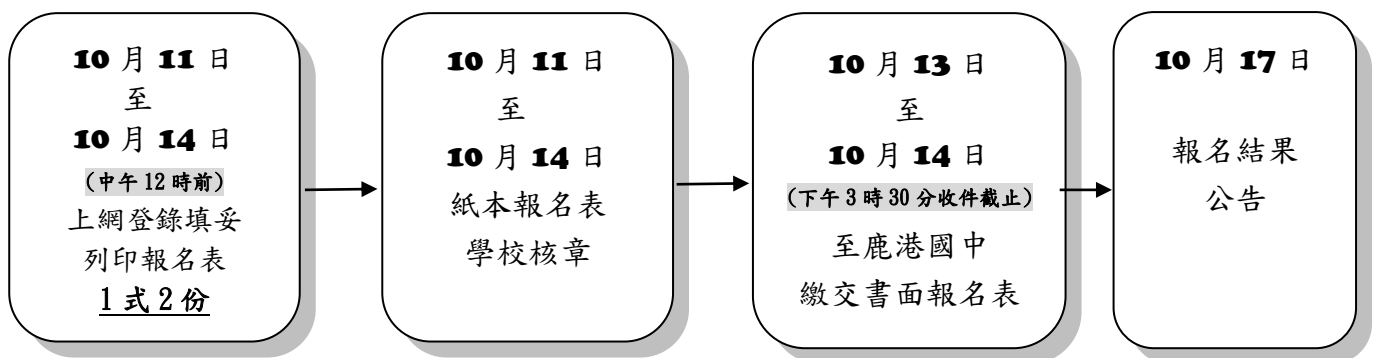 10 月 11 日
至
10 月 14 日
(中午 12 時前)
上網登錄填妥
列印報名表
1 式 2 份
10 月 11 日
至
10 月 14 日
紙本報名表
學校核章
10 月 13 日
至
10 月 14 日
(下午 3 時 30 分收件截止)
至鹿港國中
繳交書面報名表
10 月 17 日
報名結果
公告